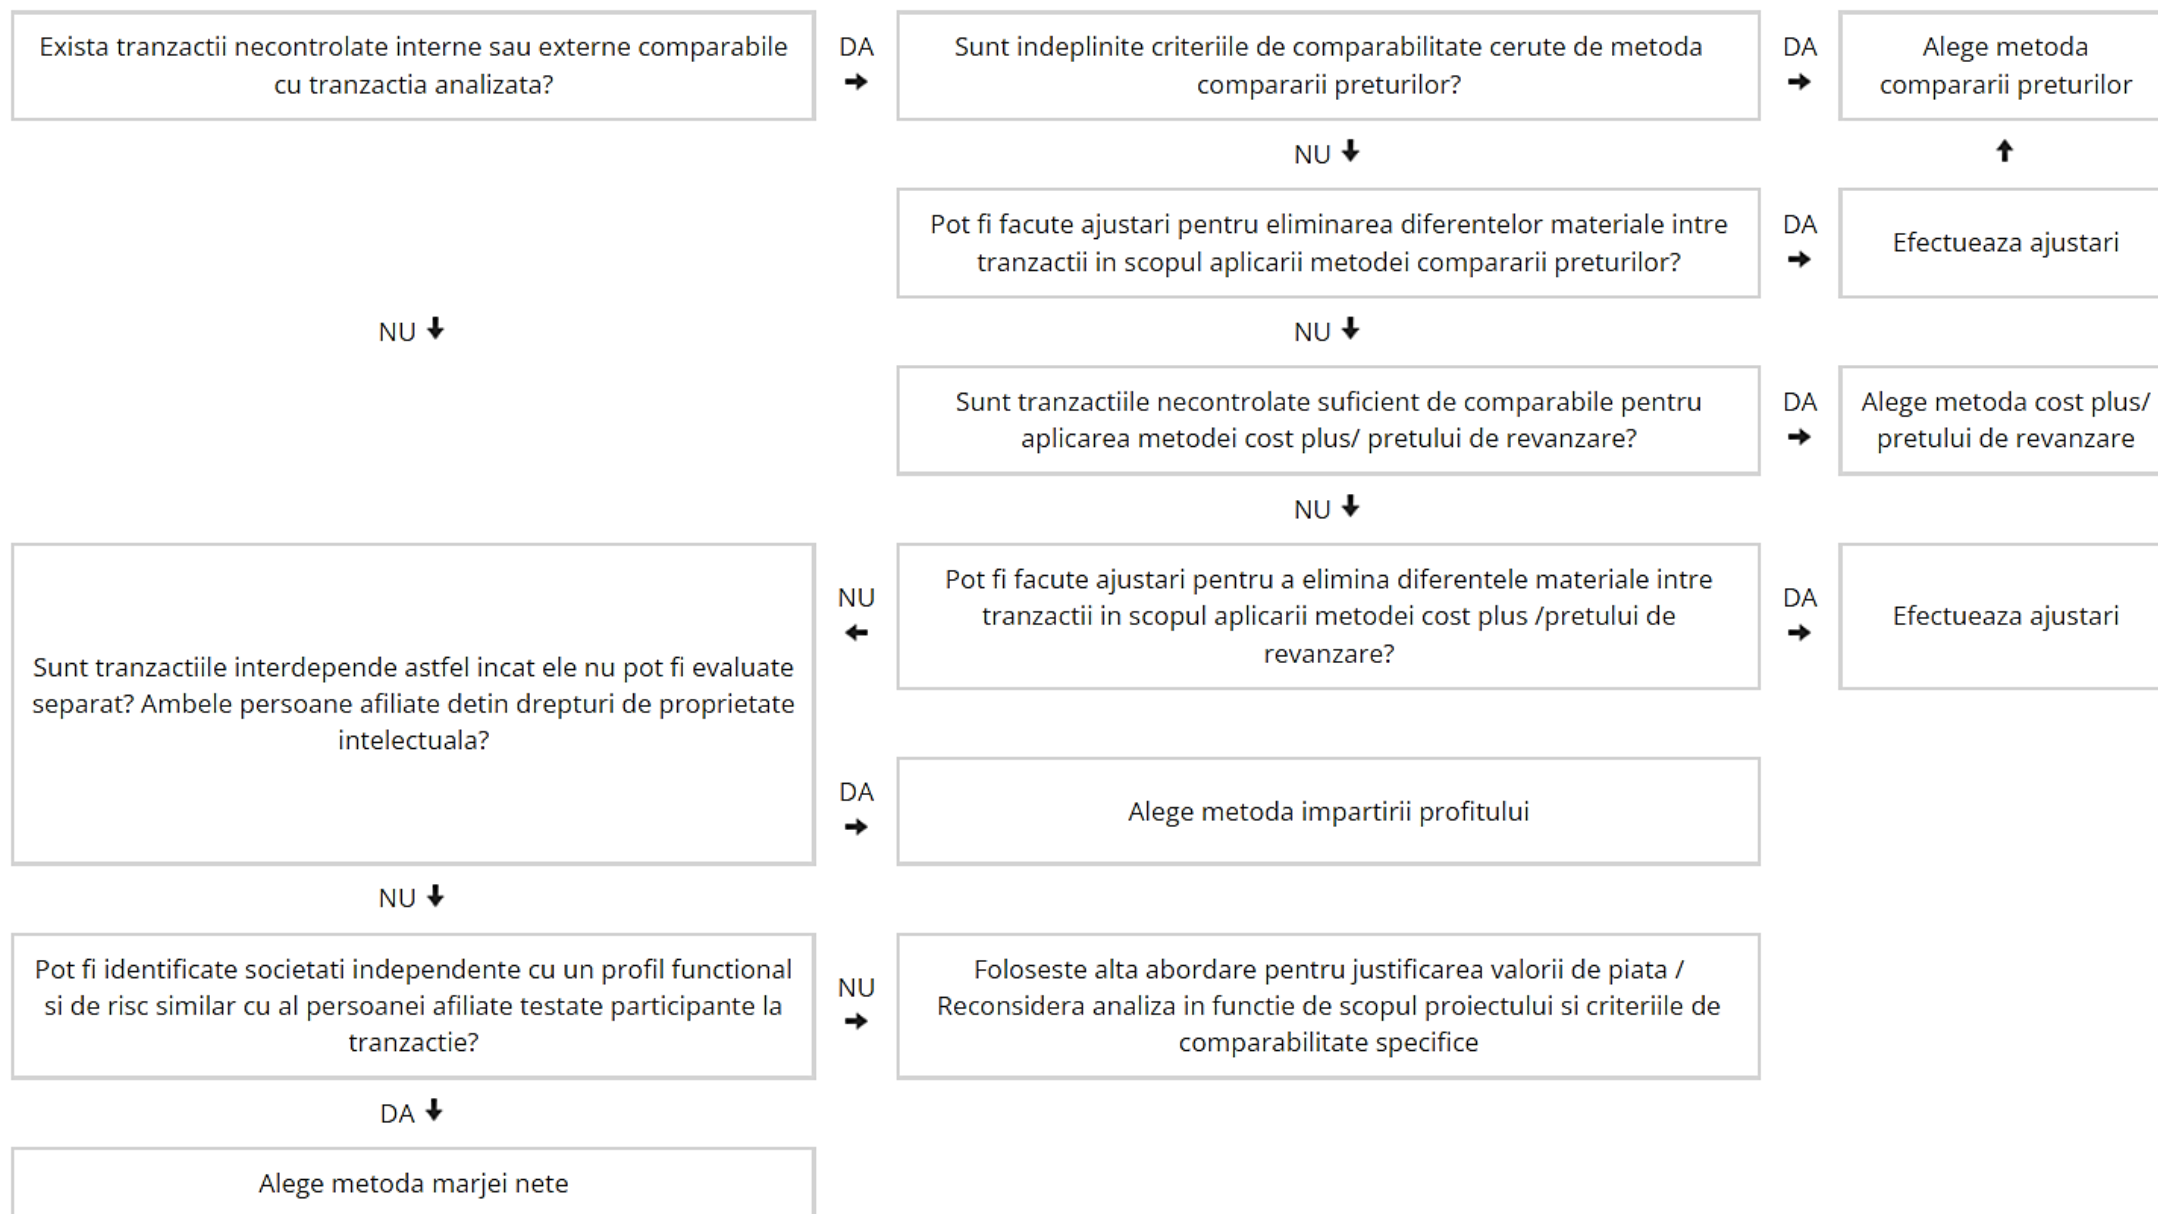 Exista tranzactii necontrolate interne sau externe comparabile
cu tranzactia analizata?
DA
Sunt indeplinite criteriile de comparabilitate cerute de metoda
compararii preturilor?
DA
Alege metoda
compararii preturilor
NU
Pot fi facute ajustari pentru eliminarea diferentelor materiale intre
tranzactii in scopul aplicarii metodei compararii preturilor?
DA
Efectueaza ajustari
NU
NU
Sunt tranzactiile necontrolate suficient de comparabile pentru
aplicarea metodei cost plus/ pretului de revanzare?
DA
Alege metoda cost plus/
pretului de revanzare
NU
Sunt tranzactiile interdepende astfel incat ele nu pot fi evaluate
separat? Ambele persoane afiliate detin drepturi de proprietate
intelectuala?
NU
Pot fi facute ajustari pentru a elimina diferentele materiale intre
tranzactii in scopul aplicarii metodei cost plus /pretului de
revanzare?
DA
Efectueaza ajustari
DA
Alege metoda impartirii profitului
NU
Pot fi identificate societati independente cu un profil functional
si de risc similar cu al persoanei afiliate testate participante la
tranzactie?
NU
Foloseste alta abordare pentru justificarea valorii de piata /
Reconsidera analiza in functie de scopul proiectului si criteriile de
comparabilitate specifice
DA
Alege metoda marjei nete